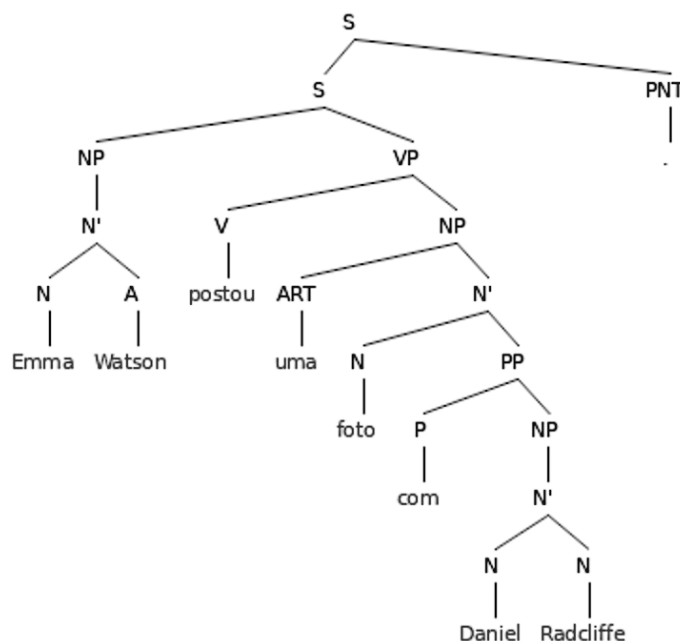 S
S PNT
NP VP .
N' V NP
N A postou ART N'
Emma Watson uma N PP
foto P NP
com N'
N N
Daniel Radcliffe